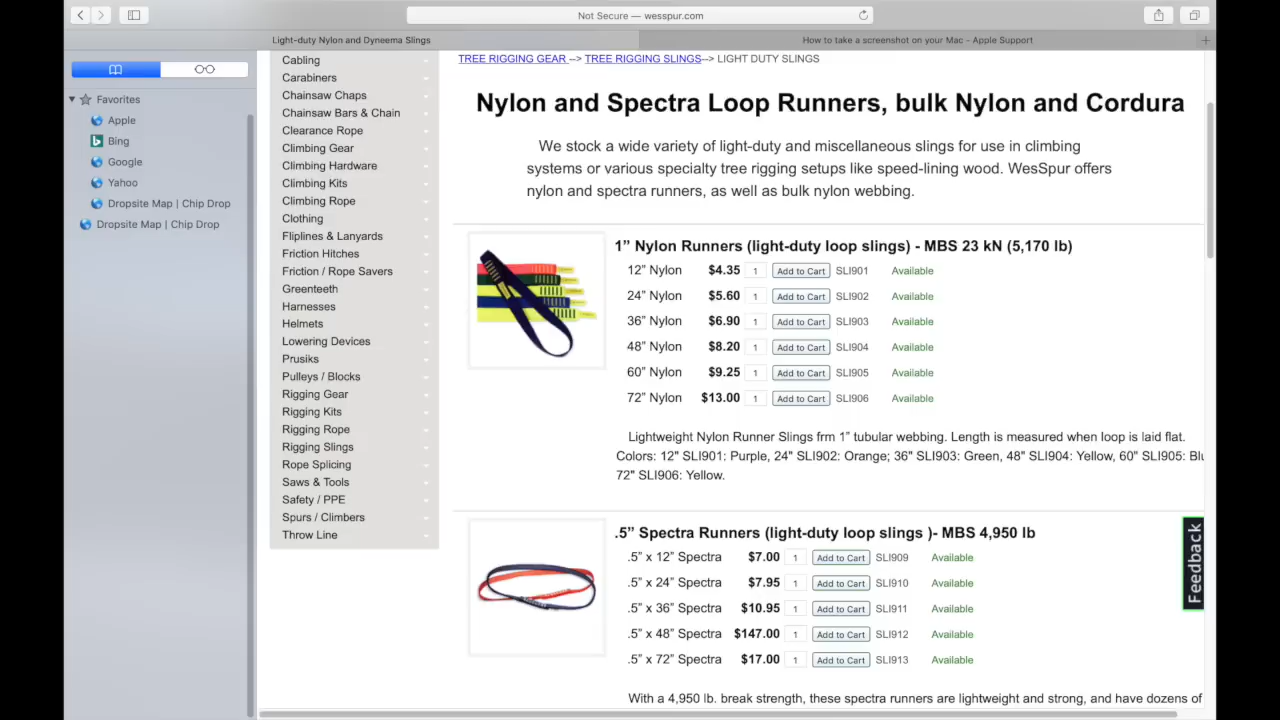 Not Secure — wesspur.com
Light-duty Nylon and Dyneema Slings
How to take a screenshot on your Mac - Apple Support
Favorites
Apple
Bing
Google
Yahoo
Dropsite Map | Chip Drop
Dropsite Map | Chip Drop
Cabling
Carabiners
Chainsaw Chaps
Chainsaw Bars & Chain
Clearance Rope
Climbing Gear
Climbing Hardware
Climbing Kits
Climbing Rope
Clothing
Fliplines & Lanyards
Friction Hitches
Friction / Rope Savers
Greenteeth
Harnesses
Helmets
Lowering Devices
Prusiks
Pulleys / Blocks
Rigging Gear
Rigging Kits
Rigging Rope
Rigging Slings
Rope Splicing
Saws & Tools
Safety / PPE
Spurs / Climbers
Throw Line
TREE RIGGING GEAR --> TREE RIGGING SLINGS--> LIGHT DUTY SLINGS
Nylon and Spectra Loop Runners, bulk Nylon and Cordura
We stock a wide variety of light-duty and miscellaneous slings for use in climbing
systems or various specialty tree rigging setups like speed-lining wood. WesSpur offers
nylon and spectra runners, as well as bulk nylon webbing.
1” Nylon Runners (light-duty loop slings) - MBS 23 kN (5,170 lb)
12” Nylon $4.35 1 Add to Cart SLI901 Available
24” Nylon $5.60 1 Add to Cart SLI902 Available
36” Nylon $6.90 1 Add to Cart SLI903 Available
48” Nylon $8.20 1 Add to Cart SLI904 Available
60” Nylon $9.25 1 Add to Cart SLI905 Available
72” Nylon $13.00 1 Add to Cart SLI906 Available
Lightweight Nylon Runner Slings frm 1” tubular webbing. Length is measured when loop is laid flat.
Colors: 12" SLI901: Purple, 24" SLI902: Orange; 36" SLI903: Green, 48" SLI904: Yellow, 60" SLI905: Blu
72" SLI906: Yellow.
.5” Spectra Runners (light-duty loop slings )- MBS 4,950 lb
.5” x 12” Spectra $7.00 1 Add to Cart SLI909 Available
.5” x 24” Spectra $7.95 1 Add to Cart SLI910 Available
.5” x 36” Spectra $10.95 1 Add to Cart SLI911 Available
.5” x 48” Spectra $147.00 1 Add to Cart SLI912 Available
.5” x 72” Spectra $17.00 1 Add to Cart SLI913 Available
With a 4,950 lb. break strength, these spectra runners are lightweight and strong, and have dozens of
Feedback